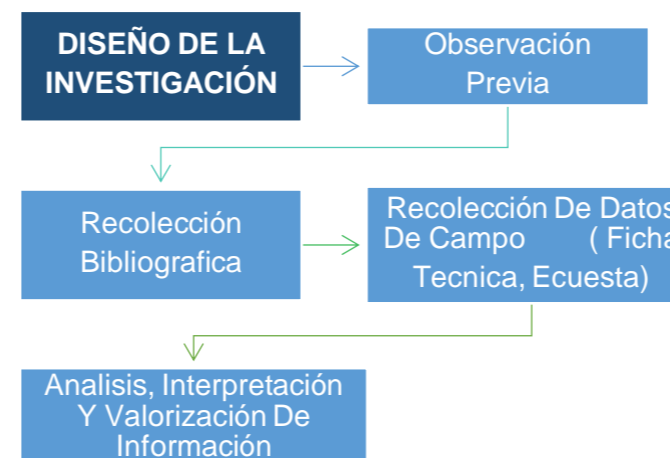 DISEÑO DE LA
INVESTIGACIÓN
Observación
Previa
Recolección
Bibliografica
Recolección De Datos
De Campo ( Ficha
Tecnica, Ecuesta)
Analisis, Interpretación
Y Valorización De
Información